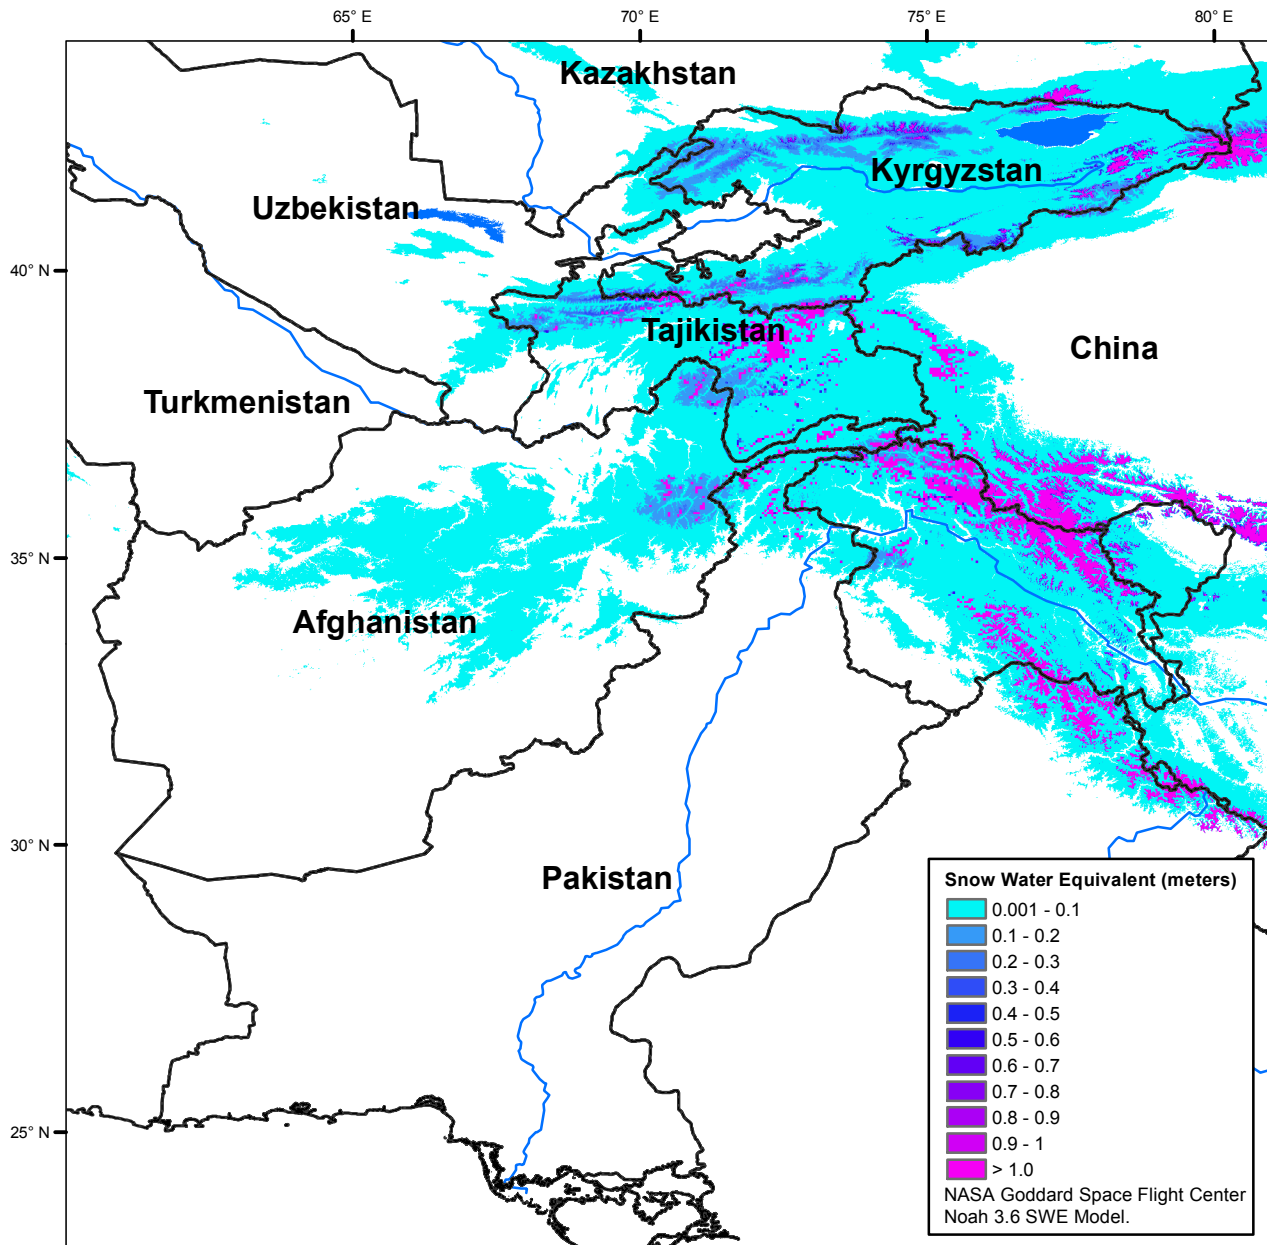 65° E
70° E
75° E
80° E
Kazakhstan
Kyrgyzstan
Uzbekistan
40° N
Tajikistan
China
Turkmenistan
35° N
Afghanistan
30° N
Pakistan
25° N
Snow Water Equivalent (meters)
0.001 - 0.1
0.1 - 0.2
0.2 - 0.3
0.3 - 0.4
0.4 - 0.5
0.5 - 0.6
0.6 - 0.7
0.7 - 0.8
0.8 - 0.9
0.9 - 1
> 1.0
NASA Goddard Space Flight Center
Noah 3.6 SWE Model.